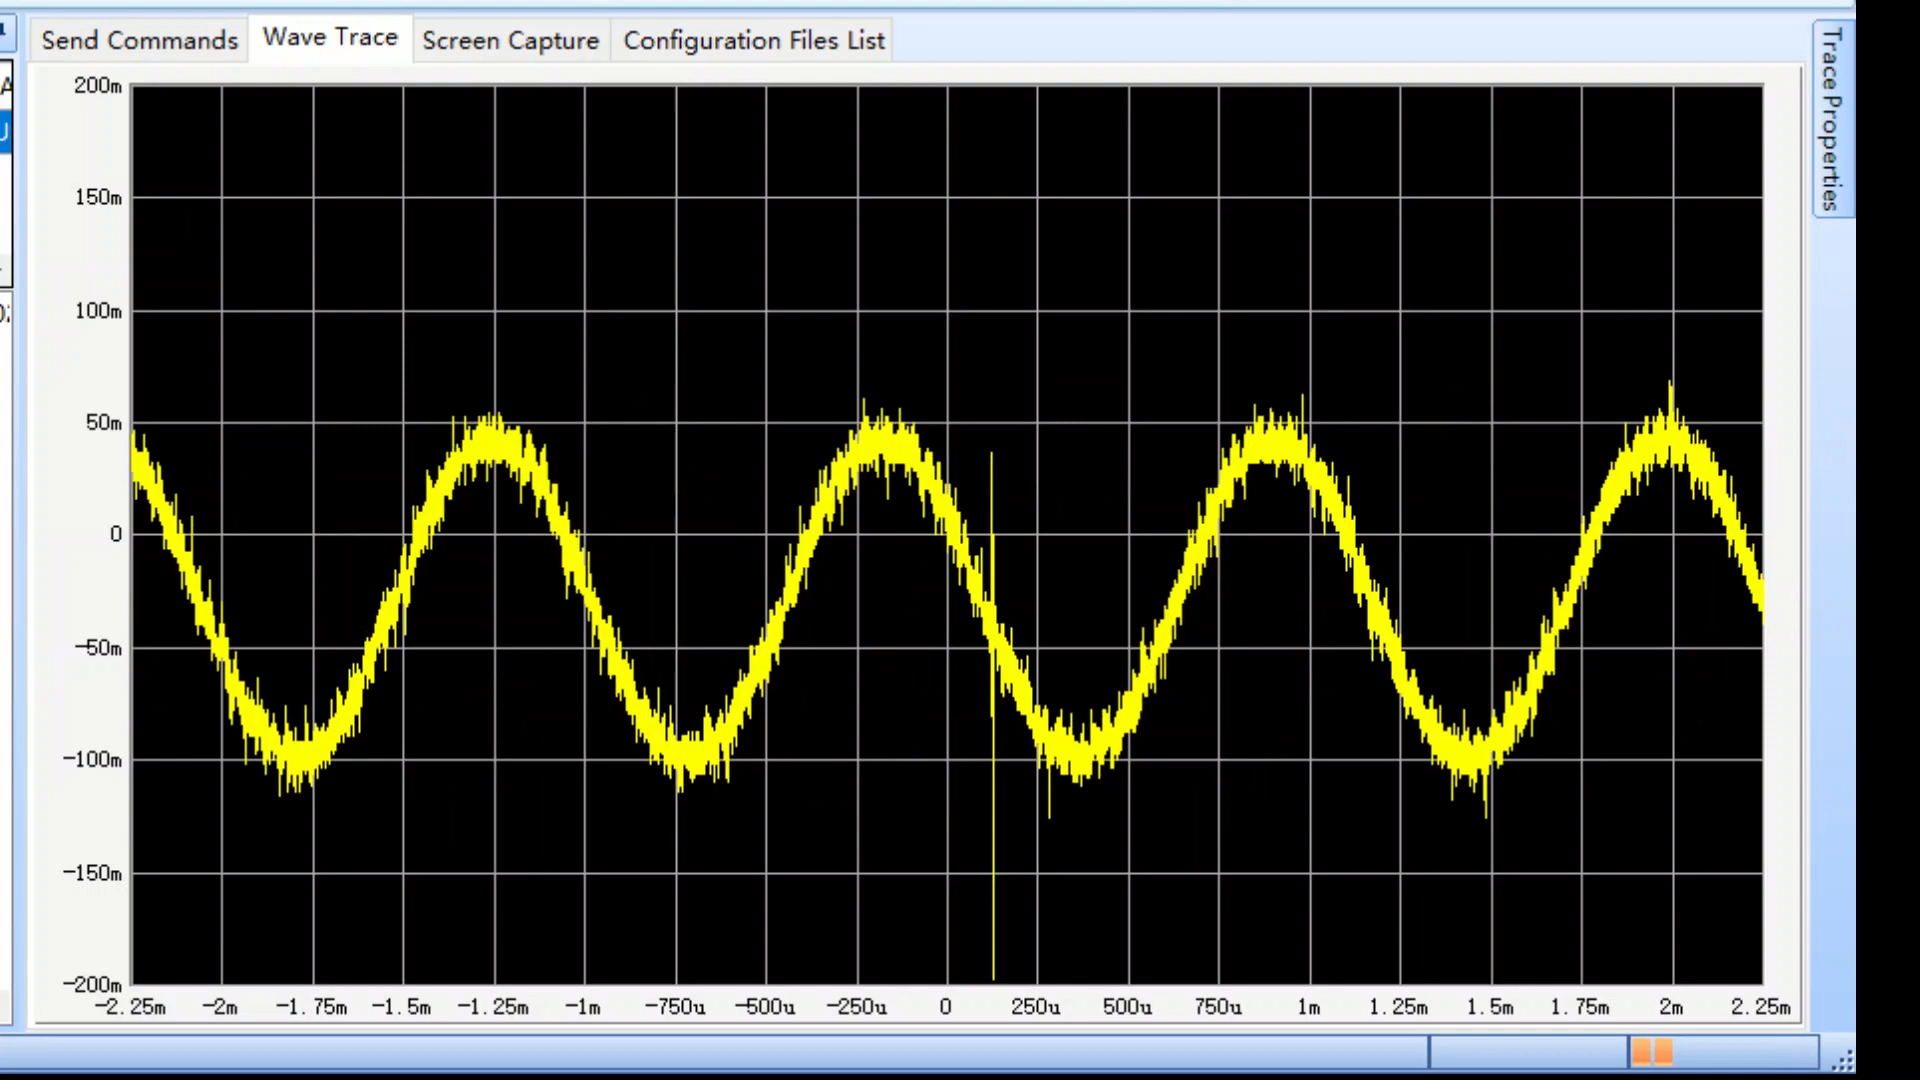 Send Commands
Wave Trace
Screen Capture
Configuration Files List
Trace Properties
200m
150m
100m
50m
0
-50m
-100m
-150m
-200m
-2.25m -2m -1.75m -1.5m -1.25m -1m -750u -500u -250u 0 250u 500u 750u 1m 1.25m 1.5m 1.75m 2m 2.25m